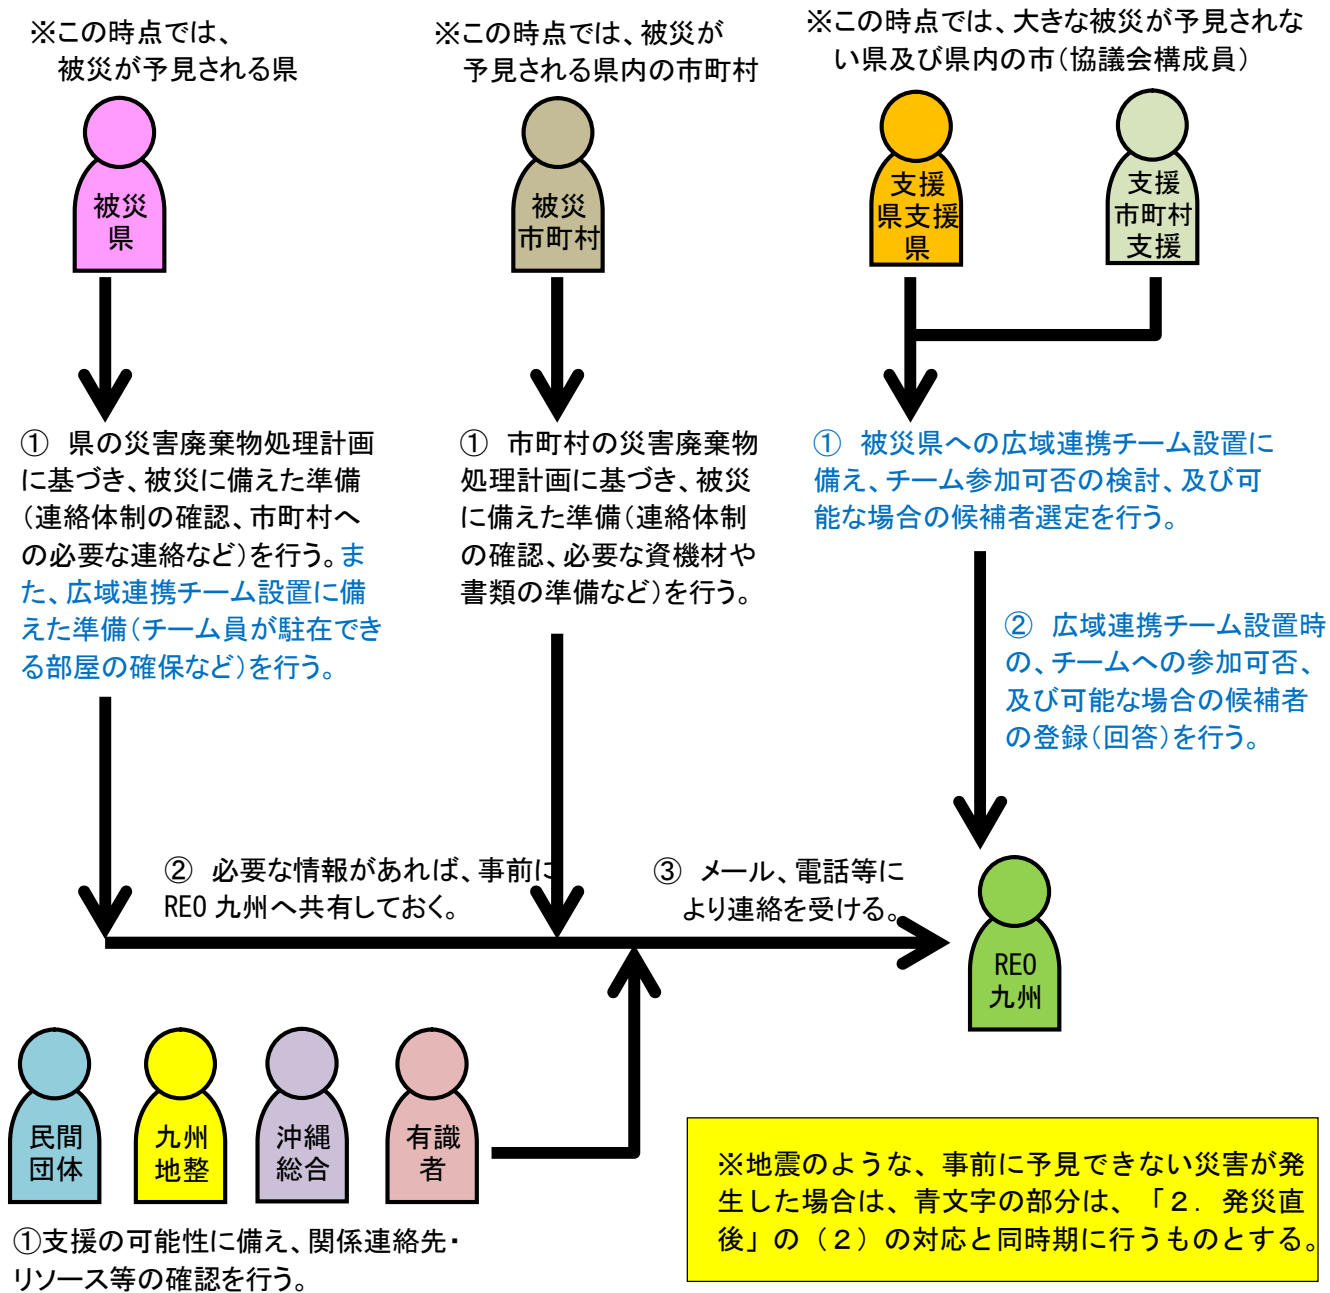 ※この時点では、
被災が予見される県
※この時点では、被災が
予見される県内の市町村
※この時点では、大きな被災が予見されな
い県及び県内の市（協議会構成員）
被災
県
被災
市町村
支援
県支援
県
支援
市町村
支援
① 県の災害廃棄物処理計画
に基づき、被災に備えた準備
（連絡体制の確認、市町村へ
の必要な連絡など）を行う。ま
た、広域連携チーム設置に備
えた準備（チーム員が駐在でき
る部屋の確保など）を行う。
① 市町村の災害廃棄物
処理計画に基づき、被災
に備えた準備（連絡体制
の確認、必要な資機材や
書類の準備など）を行う。
① 被災県への広域連携チーム設置に
備え、チーム参加可否の検討、及び可
能な場合の候補者選定を行う。
② 広域連携チーム設置時
の、チームへの参加可否、
及び可能な場合の候補者
の登録（回答）を行う。
② 必要な情報があれば、事前に
REO 九州へ共有しておく。
③ メール、電話等に
より連絡を受ける。
REO
九州
民間
団体
九州
地整
沖縄
総合
有識
者
①支援の可能性に備え、関係連絡先・
リソース等の確認を行う。
※地震のような、事前に予見できない災害が発
生した場合は、青文字の部分は、「２．発災直
後」の（２）の対応と同時期に行うものとする。